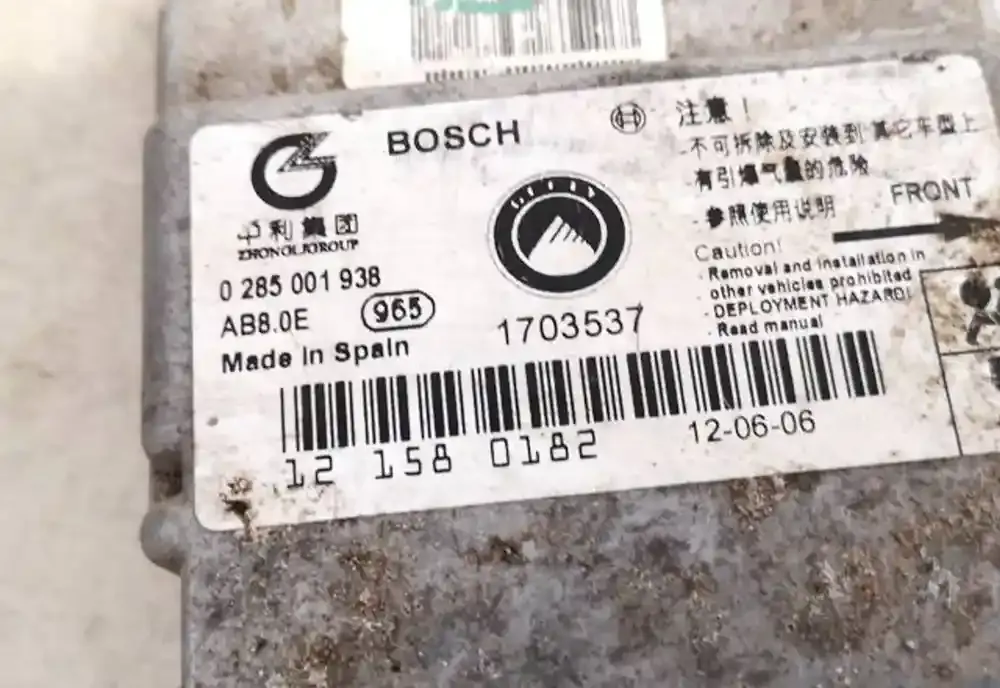 BOSCH
注意！
不可拆除及安装到其它车型上
有引爆气囊的危险
参照使用说明
FRONT
中利集团
ZHONGLIGROUP
GEELY
Caution!
Removal and installation in
other vehicles prohibited
DEPLOYMENT HAZARD!
Read manual
0 285 001 938
AB8.0E 965
1703537
Made in Spain
12 158 0182
12-06-06